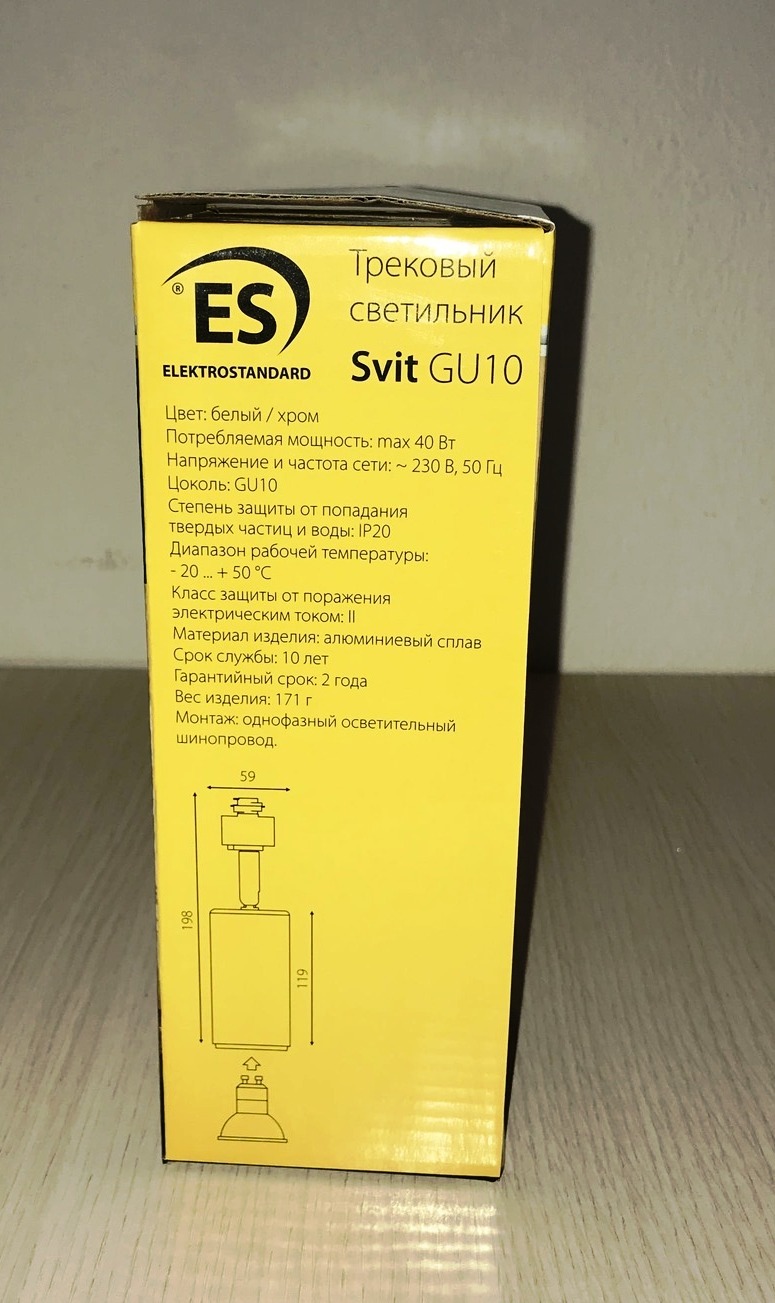 ® ES
ELEKTROSTANDARD
Трековый
светильник
Svit GU10
Цвет: белый / хром
Потребляемая мощность: max 40 Вт
Напряжение и частота сети: ~ 230 В, 50 Гц
Цоколь: GU10
Степень защиты от попадания
твердых частиц и воды: IP20
Диапазон рабочей температуры:
- 20 ... + 50 °C
Класс защиты от поражения
электрическим током: II
Материал изделия: алюминиевый сплав
Срок службы: 10 лет
Гарантийный срок: 2 года
Вес изделия: 171 г
Монтаж: однофазный осветительный
шинопровод.
59
198
119